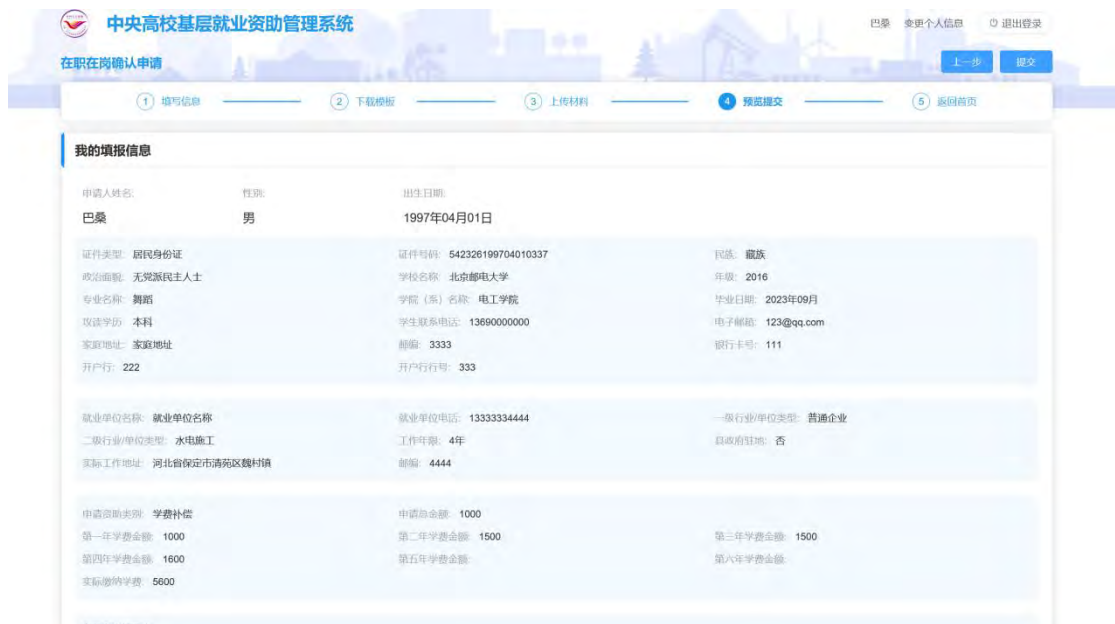 中央高校基层就业资助管理系统
巴桑 变更个人信息 退出登录
在职在岗确认申请
上一步 提交
1 填写信息 2 下载模板 3 上传材料 4 预览提交 5 返回首页
我的填报信息
申请人姓名: 性别: 出生日期:
巴桑 男 1997年04月01日
证件类型: 居民身份证 证件号码: 542326199704010337 民族: 藏族
政治面貌: 无党派民主人士 学校名称: 北京邮电大学 年级: 2016
专业名称: 舞蹈 学院（系）名称: 电工学院 毕业日期: 2023年09月
攻读学历: 本科 学生联系电话: 13690000000 电子邮箱: 123@qq.com
家庭地址: 家庭地址 邮编: 3333 银行卡号: 111
开户行: 222 开户行行号: 333
就业单位名称: 就业单位名称 就业单位电话: 13333334444 一级行业/单位类型: 普通企业
二级行业/单位类型: 水电施工 工作年限: 4年 县政府驻地: 否
实际工作地址: 河北省保定市清苑区魏村镇 邮编: 4444
申请资助类别: 学费补偿 申请总金额: 1000
第一年学费金额: 1000 第二年学费金额: 1500 第三年学费金额: 1500
第四年学费金额: 1600 第五年学费金额: 第六年学费金额:
实际缴纳学费: 5600